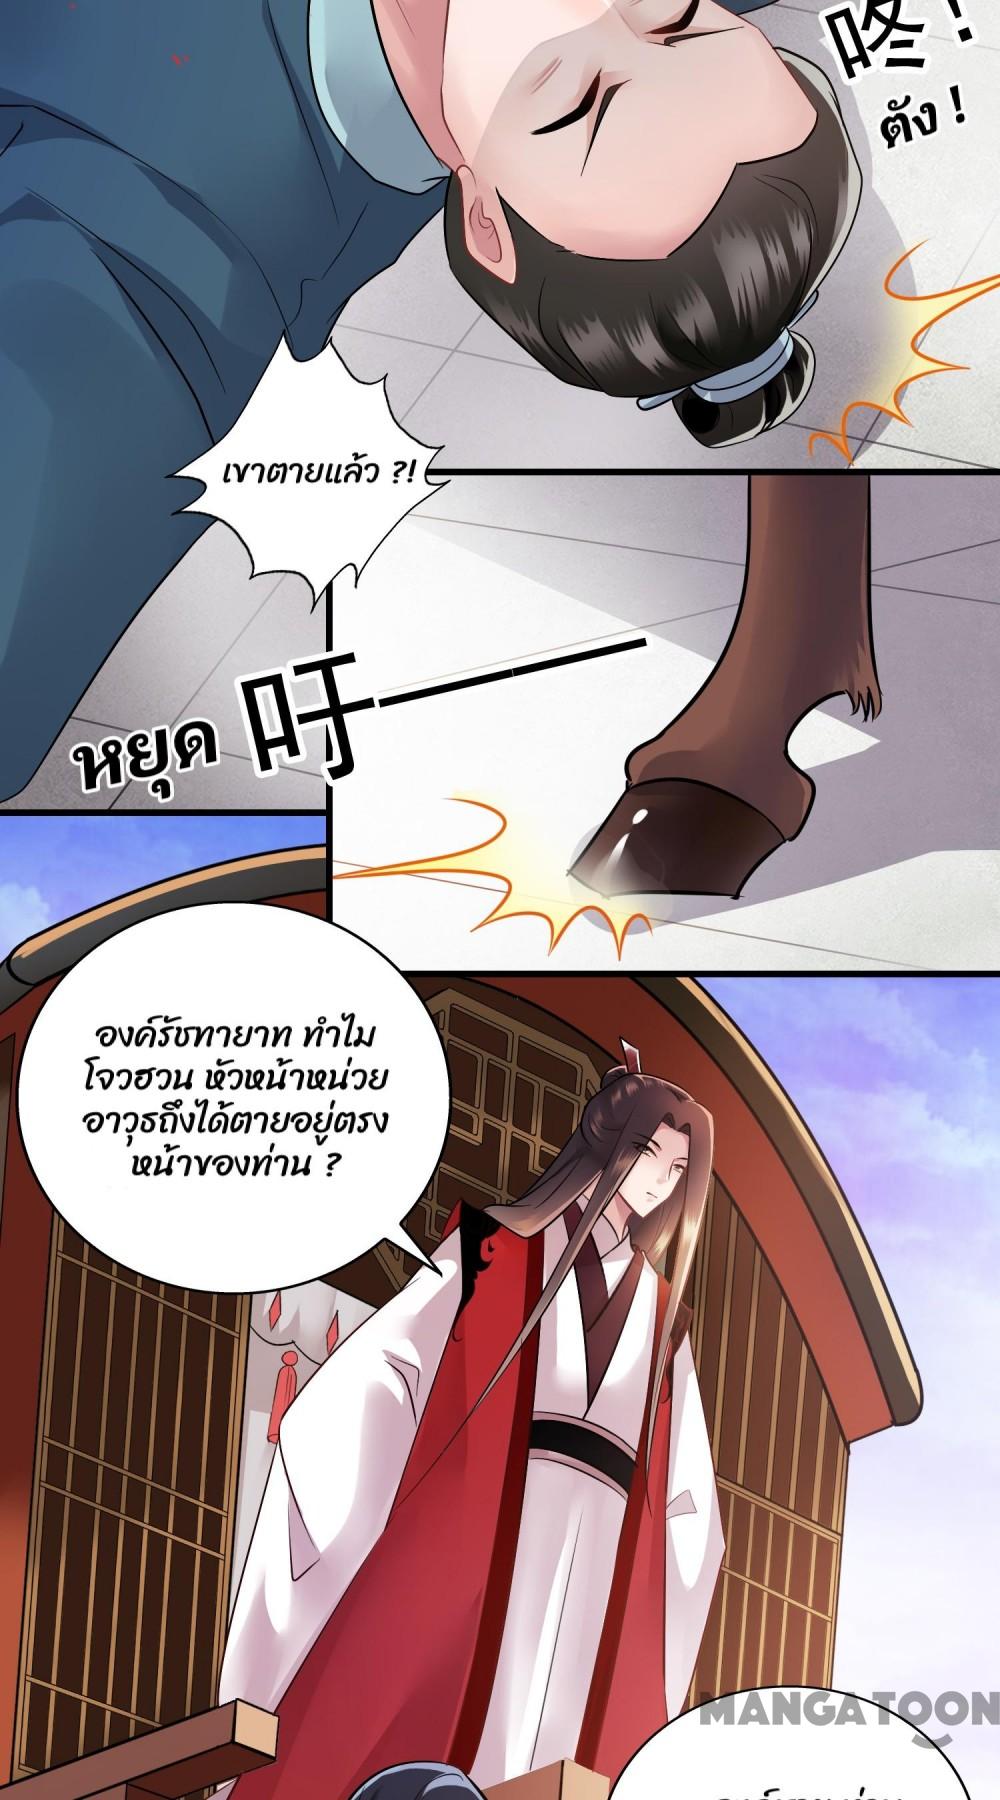 咚!
ตัง !
เขาตายแล้ว ?!
หยุด 吁——
องค์รัชทายาท ทำไม
โจวฮวน หัวหน้าหน่วย
อาวุธถึงได้ตายอยู่ตรง
หน้าของท่าน ?
MANGATOON